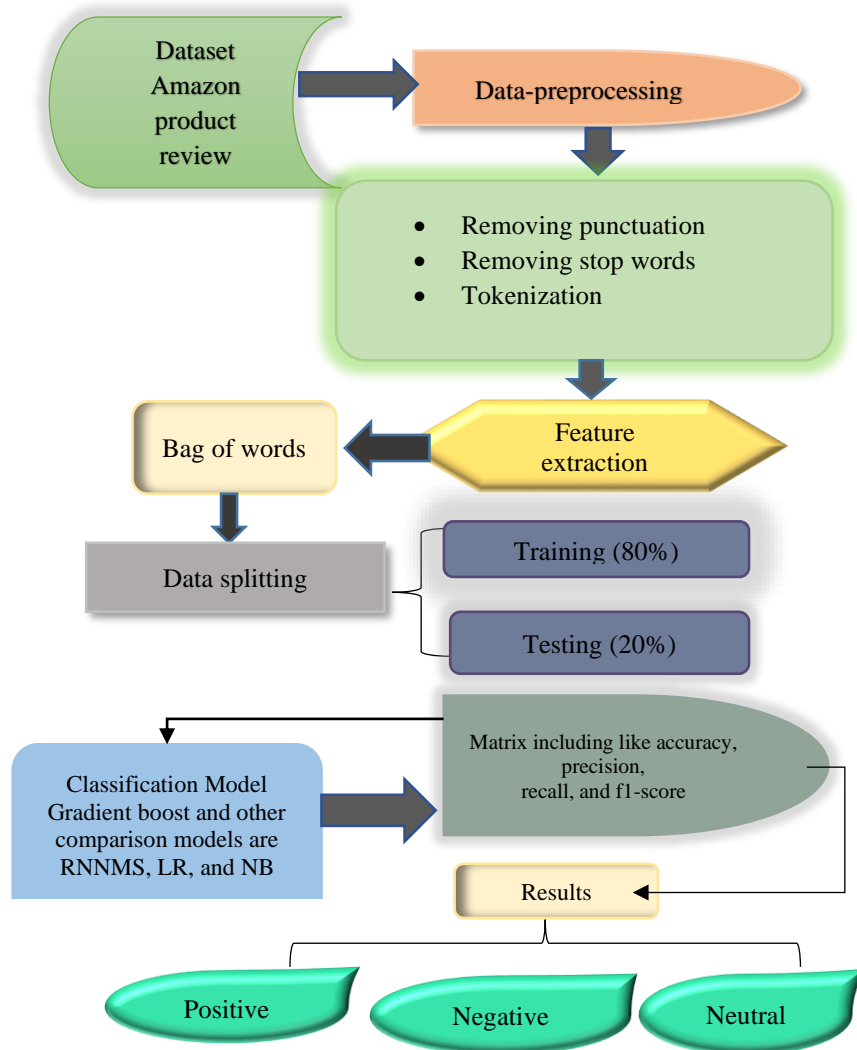 Dataset
Amazon
product
review
Data-preprocessing
• Removing punctuation
• Removing stop words
• Tokenization
Feature
extraction
Bag of words
Data splitting
Training (80%)
Testing (20%)
Matrix including like accuracy,
precision,
recall, and f1-score
Classification Model
Gradient boost and other
comparison models are
RNNMS, LR, and NB
Results
Positive
Negative
Neutral